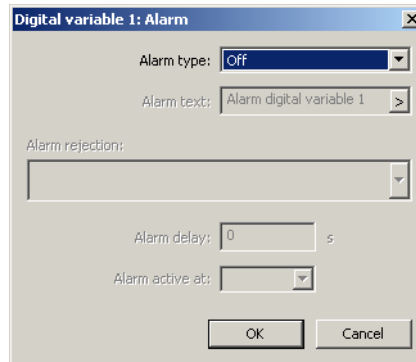 Digital variable 1: Alarm
Alarm type: Off
Alarm text: Alarm digital variable 1 >
Alarm rejection:
Alarm delay: 0 s
Alarm active at:
OK Cancel